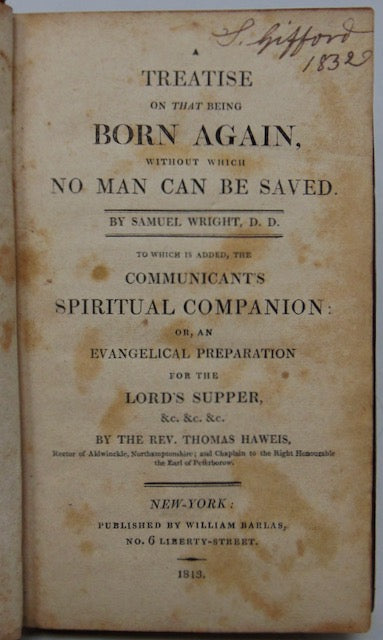 S. Gifford
1832
A
TREATISE
ON THAT BEING
BORN AGAIN,
WITHOUT WHICH
NO MAN CAN BE SAVED.
BY SAMUEL WRIGHT, D. D.
TO WHICH IS ADDED, THE
COMMUNICANT'S
SPIRITUAL COMPANION:
OR, AN
EVANGELICAL PREPARATION
FOR THE
LORD'S SUPPER,
&c. &c. &c.
BY THE REV. THOMAS HAWEIS,
Rector of Aldwinckle, Northamptonshire; and Chaplain to the Right Honourable
the Earl of Peterborow.
NEW-YORK:
PUBLISHED BY WILLIAM BARLAS,
NO. 6 LIBERTY-STREET.
1813.